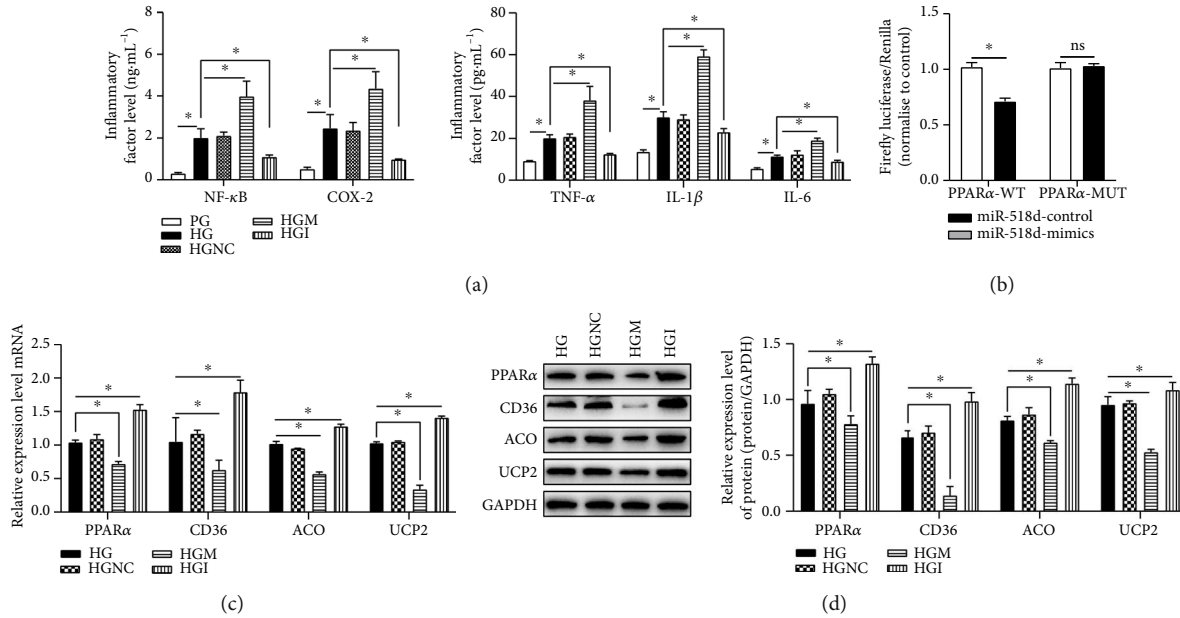 (a)
Inflammatory
factor level (ng·mL⁻¹)
8
6
4
2
0
*
*
*
*
*
*
NF-κB
COX-2
PG
HG
HGNC
HGM
HGI
Inflammatory
factor level (pg·mL⁻¹)
80
60
40
20
0
*
*
*
*
*
*
*
*
*
TNF-α
IL-1β
IL-6
Firefly luciferase/Renilla
(normalise to control)
1.5
1.0
0.5
0.0
*
ns
PPARα-WT
PPARα-MUT
miR-518d-control
miR-518d-mimics
(b)
Relative expression level mRNA
2.5
2.0
1.5
1.0
0.5
0.0
*
*
*
*
*
*
*
*
PPARα
CD36
ACO
UCP2
HG
HGNC
HGM
HGI
(c)
HG
HGNC
HGM
HGI
PPARα
CD36
ACO
UCP2
GAPDH
Relative expression level
of protein (protein/GAPDH)
1.5
1.0
0.5
0.0
*
*
*
*
*
*
*
*
PPARα
CD36
ACO
UCP2
HG
HGNC
HGM
HGI
(d)